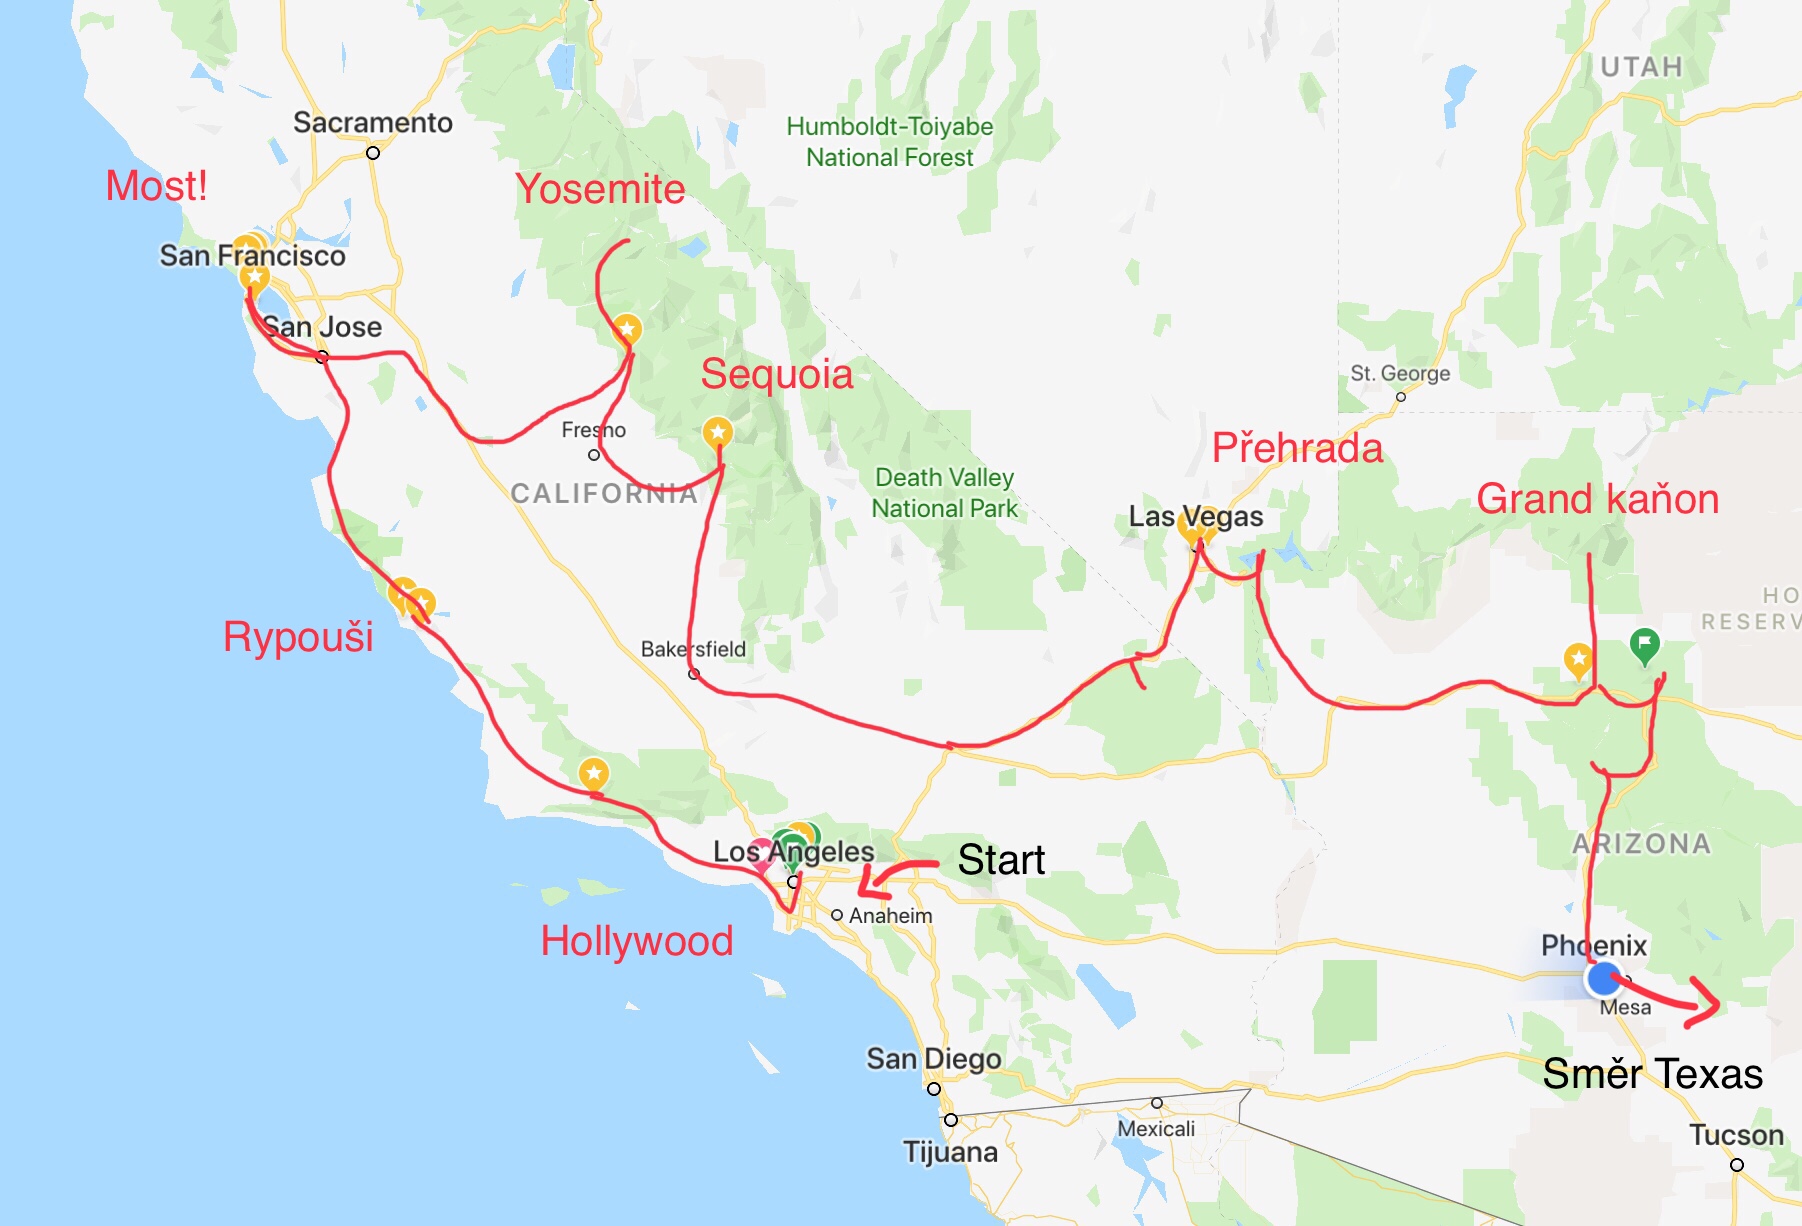 UTAH
Sacramento
Humboldt-Toiyabe
National Forest
Most!
Yosemite
San Francisco
San Jose
Sequoia
St. George
Fresno
Přehrada
CALIFORNIA
Death Valley
National Park
Las Vegas
Grand kaňon
HO
RESERV
Rypouši
Bakersfield
Los Angeles
Start
ARIZONA
Anaheim
Hollywood
Phoenix
Mesa
San Diego
Směr Texas
Mexicali
Tijuana
Tucson